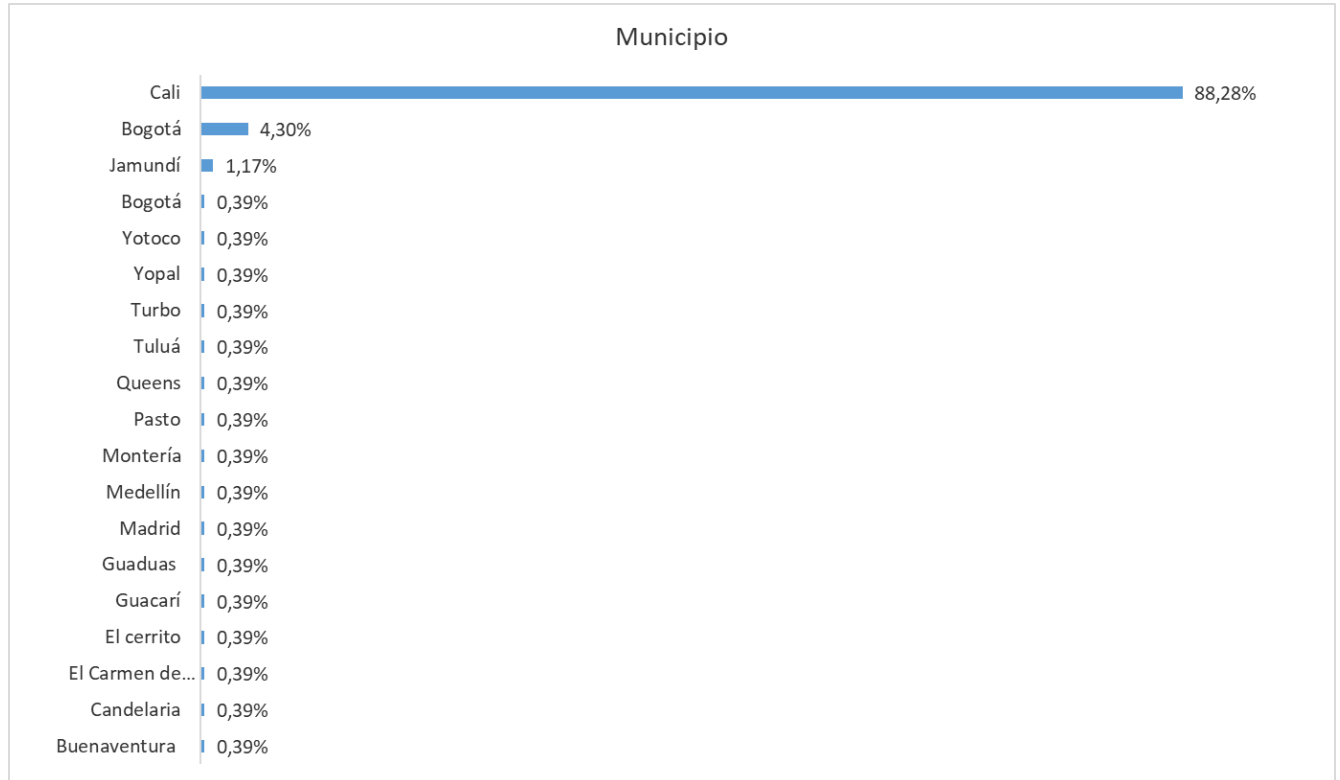 Municipio
Cali 88,28%
Bogotá 4,30%
Jamundí 1,17%
Bogotá 0,39%
Yotoco 0,39%
Yopal 0,39%
Turbo 0,39%
Tuluá 0,39%
Queens 0,39%
Pasto 0,39%
Montería 0,39%
Medellín 0,39%
Madrid 0,39%
Guaduas 0,39%
Guacarí 0,39%
El cerrito 0,39%
El Carmen de... 0,39%
Candelaria 0,39%
Buenaventura 0,39%